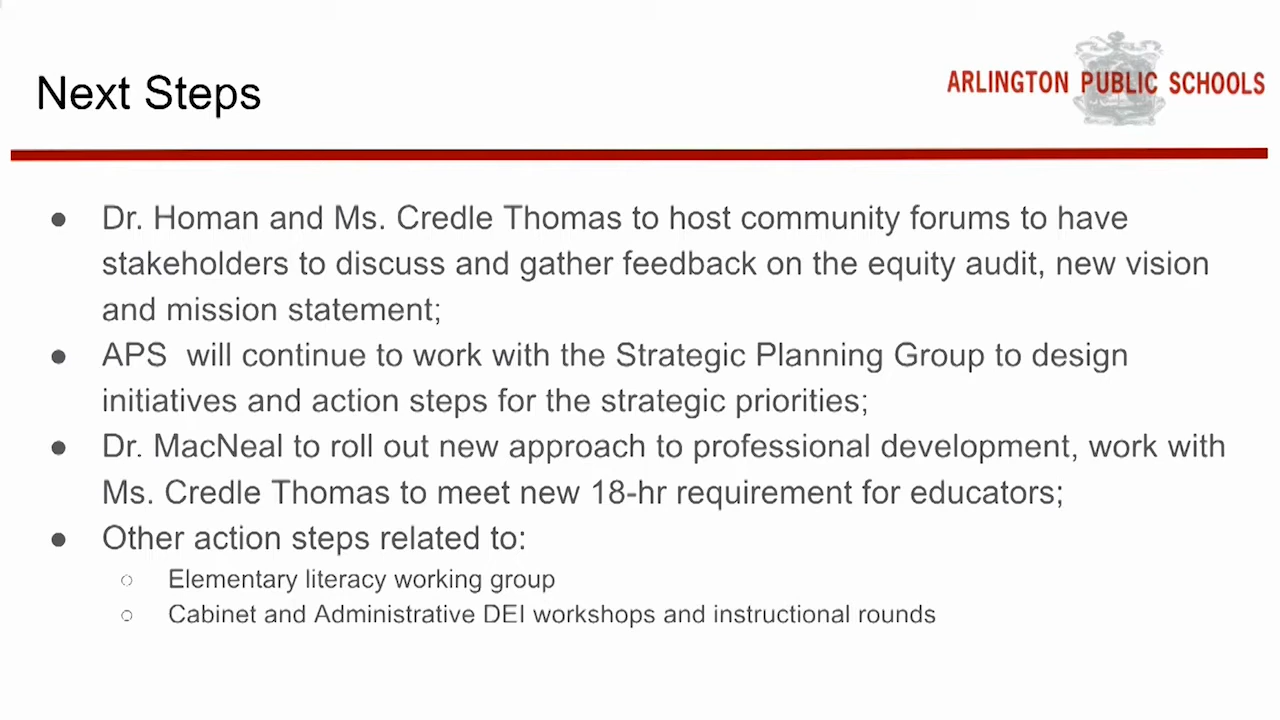 Next Steps
ARLINGTON PUBLIC SCHOOLS
● Dr. Homan and Ms. Credle Thomas to host community forums to have
stakeholders to discuss and gather feedback on the equity audit, new vision
and mission statement;
● APS will continue to work with the Strategic Planning Group to design
initiatives and action steps for the strategic priorities;
● Dr. MacNeal to roll out new approach to professional development, work with
Ms. Credle Thomas to meet new 18-hr requirement for educators;
● Other action steps related to:
○ Elementary literacy working group
○ Cabinet and Administrative DEI workshops and instructional rounds